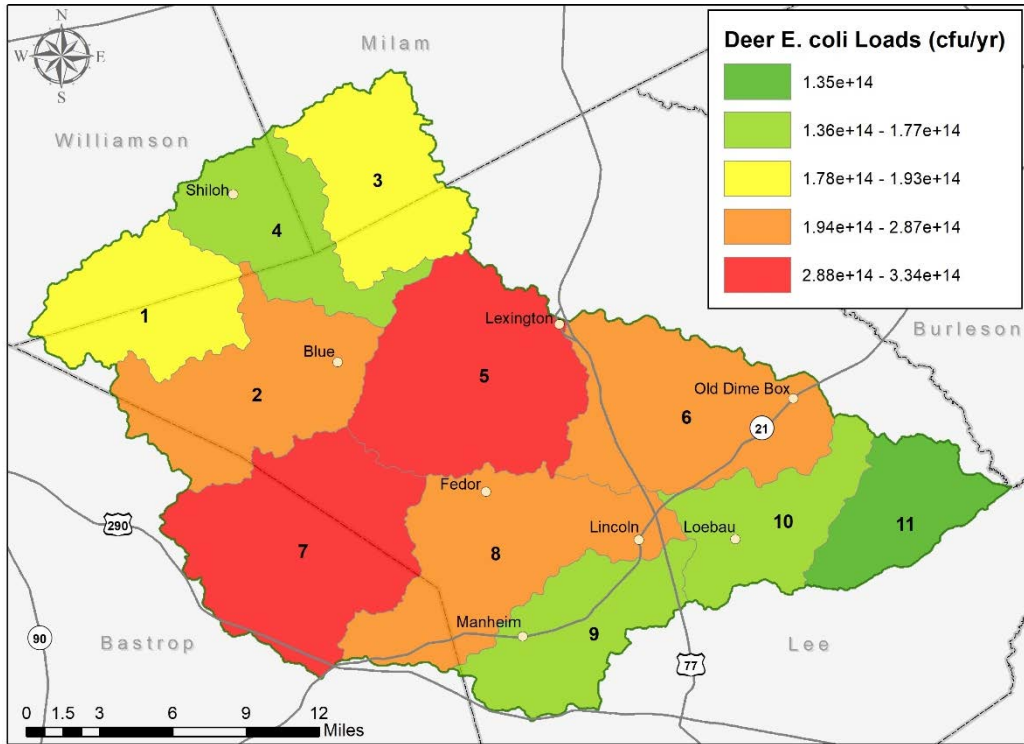 N
W E
S
Milam
Williamson
Burleson
Bastrop
Lee
Deer E. coli Loads (cfu/yr)
1.35e+14
1.36e+14 - 1.77e+14
1.78e+14 - 1.93e+14
1.94e+14 - 2.87e+14
2.88e+14 - 3.34e+14
3
Shiloh
4
1
Lexington
Blue
5
2
Old Dime Box
6
21
Fedor
290
Lincoln
Loebau
10
11
7
8
Manheim
9
90
77
0 1.5 3 6 9 12
Miles